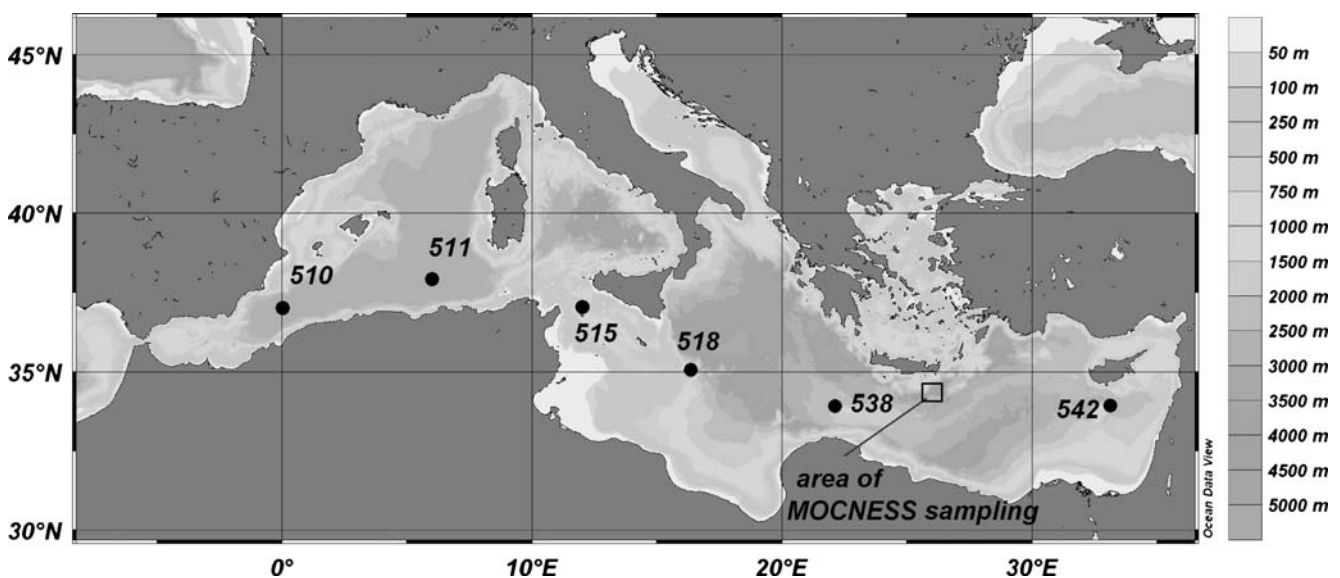 45°N
40°N
35°N
30°N
0°
10°E
20°E
30°E
510
511
515
518
538
542
area of
MOCNESS sampling
Ocean Data View
50 m
100 m
250 m
500 m
750 m
1000 m
1500 m
2000 m
2500 m
3000 m
3500 m
4000 m
4500 m
5000 m